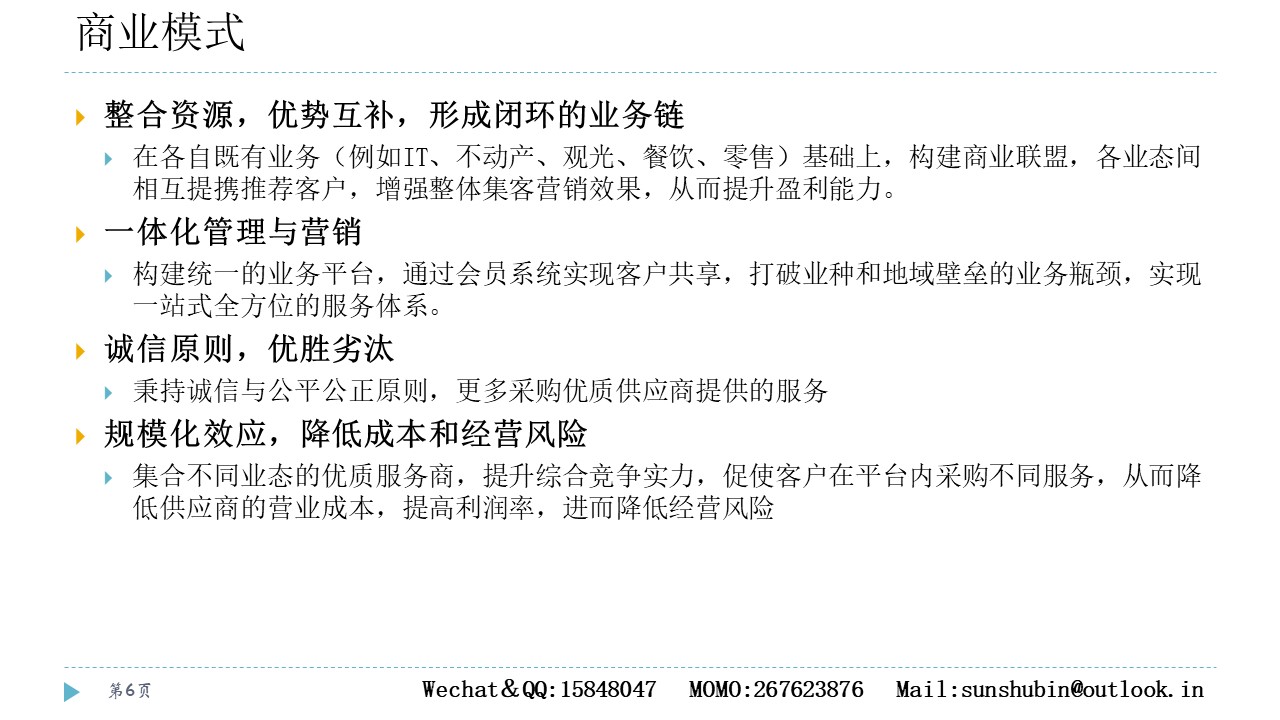 商业模式
整合资源，优势互补，形成闭环的业务链
在各自既有业务（例如IT、不动产、观光、餐饮、零售）基础上，构建商业联盟，各业态间
相互提携推荐客户，增强整体集客营销效果，从而提升盈利能力。
一体化管理与营销
构建统一的业务平台，通过会员系统实现客户共享，打破业种和地域壁垒的业务瓶颈，实现
一站式全方位的服务体系。
诚信原则，优胜劣汰
秉持诚信与公平公正原则，更多采购优质供应商提供的服务
规模化效应，降低成本和经营风险
集合不同业态的优质服务商，提升综合竞争实力，促使客户在平台内采购不同服务，从而降
低供应商的营业成本，提高利润率，进而降低经营风险
第6页
Wechat＆QQ:15848047 MOMO:267623876 Mail:sunshubin@outlook.in